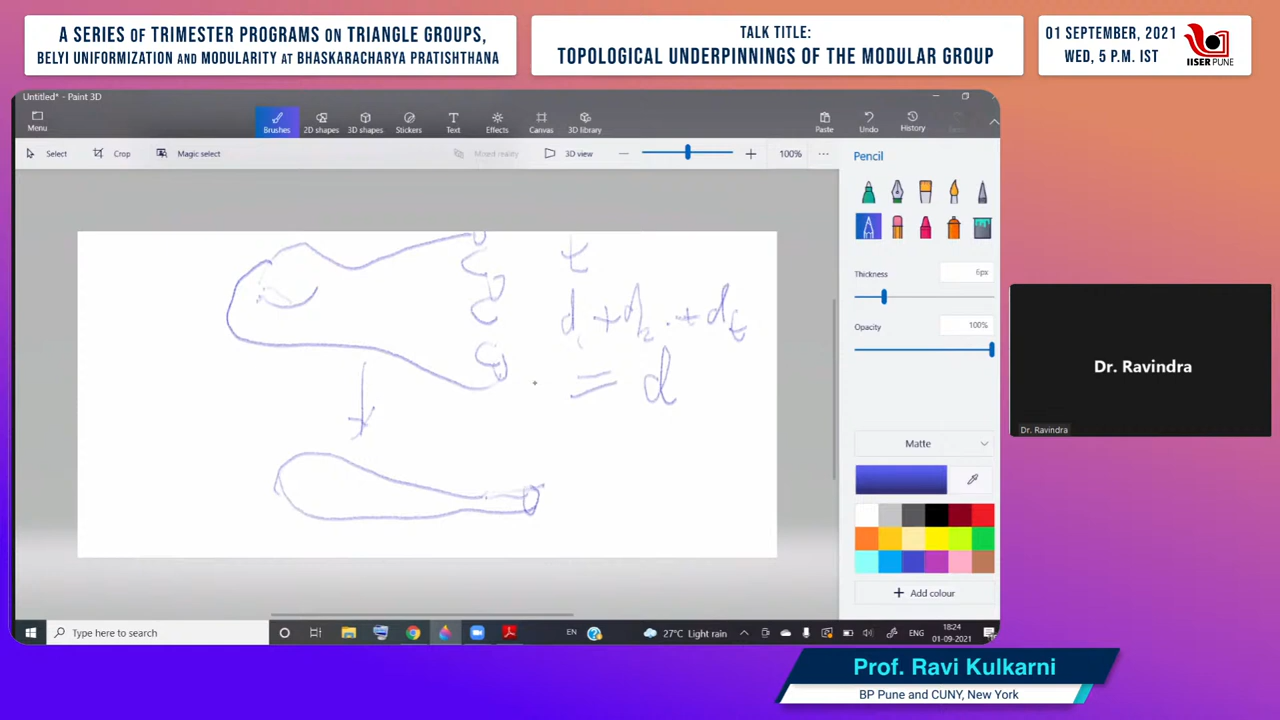 A SERIES OF TRIMESTER PROGRAMS ON TRIANGLE GROUPS,
BELYI UNIFORMIZATION AND MODULARITY AT BHASKARACHARYA PRATISHTHANA
TALK TITLE:
TOPOLOGICAL UNDERPINNINGS OF THE MODULAR GROUP
01 SEPTEMBER, 2021
WED, 5 P.M. IST
IISER PUNE
Untitled* - Paint 3D
Menu
Brushes
2D shapes
3D shapes
Stickers
Text
Effects
Canvas
3D library
Paste
Undo
History
Select
Crop
Magic select
Mixed reality
3D view
100%
Pencil
Thickness
6px
Opacity
100%
Matte
Add colour
t
d1 + d2 . + dt
= d
Dr. Ravindra
Dr. Ravindra
Type here to search
EN
27°C Light rain
ENG
18:24
01-09-2021
Prof. Ravi Kulkarni
BP Pune and CUNY, New York